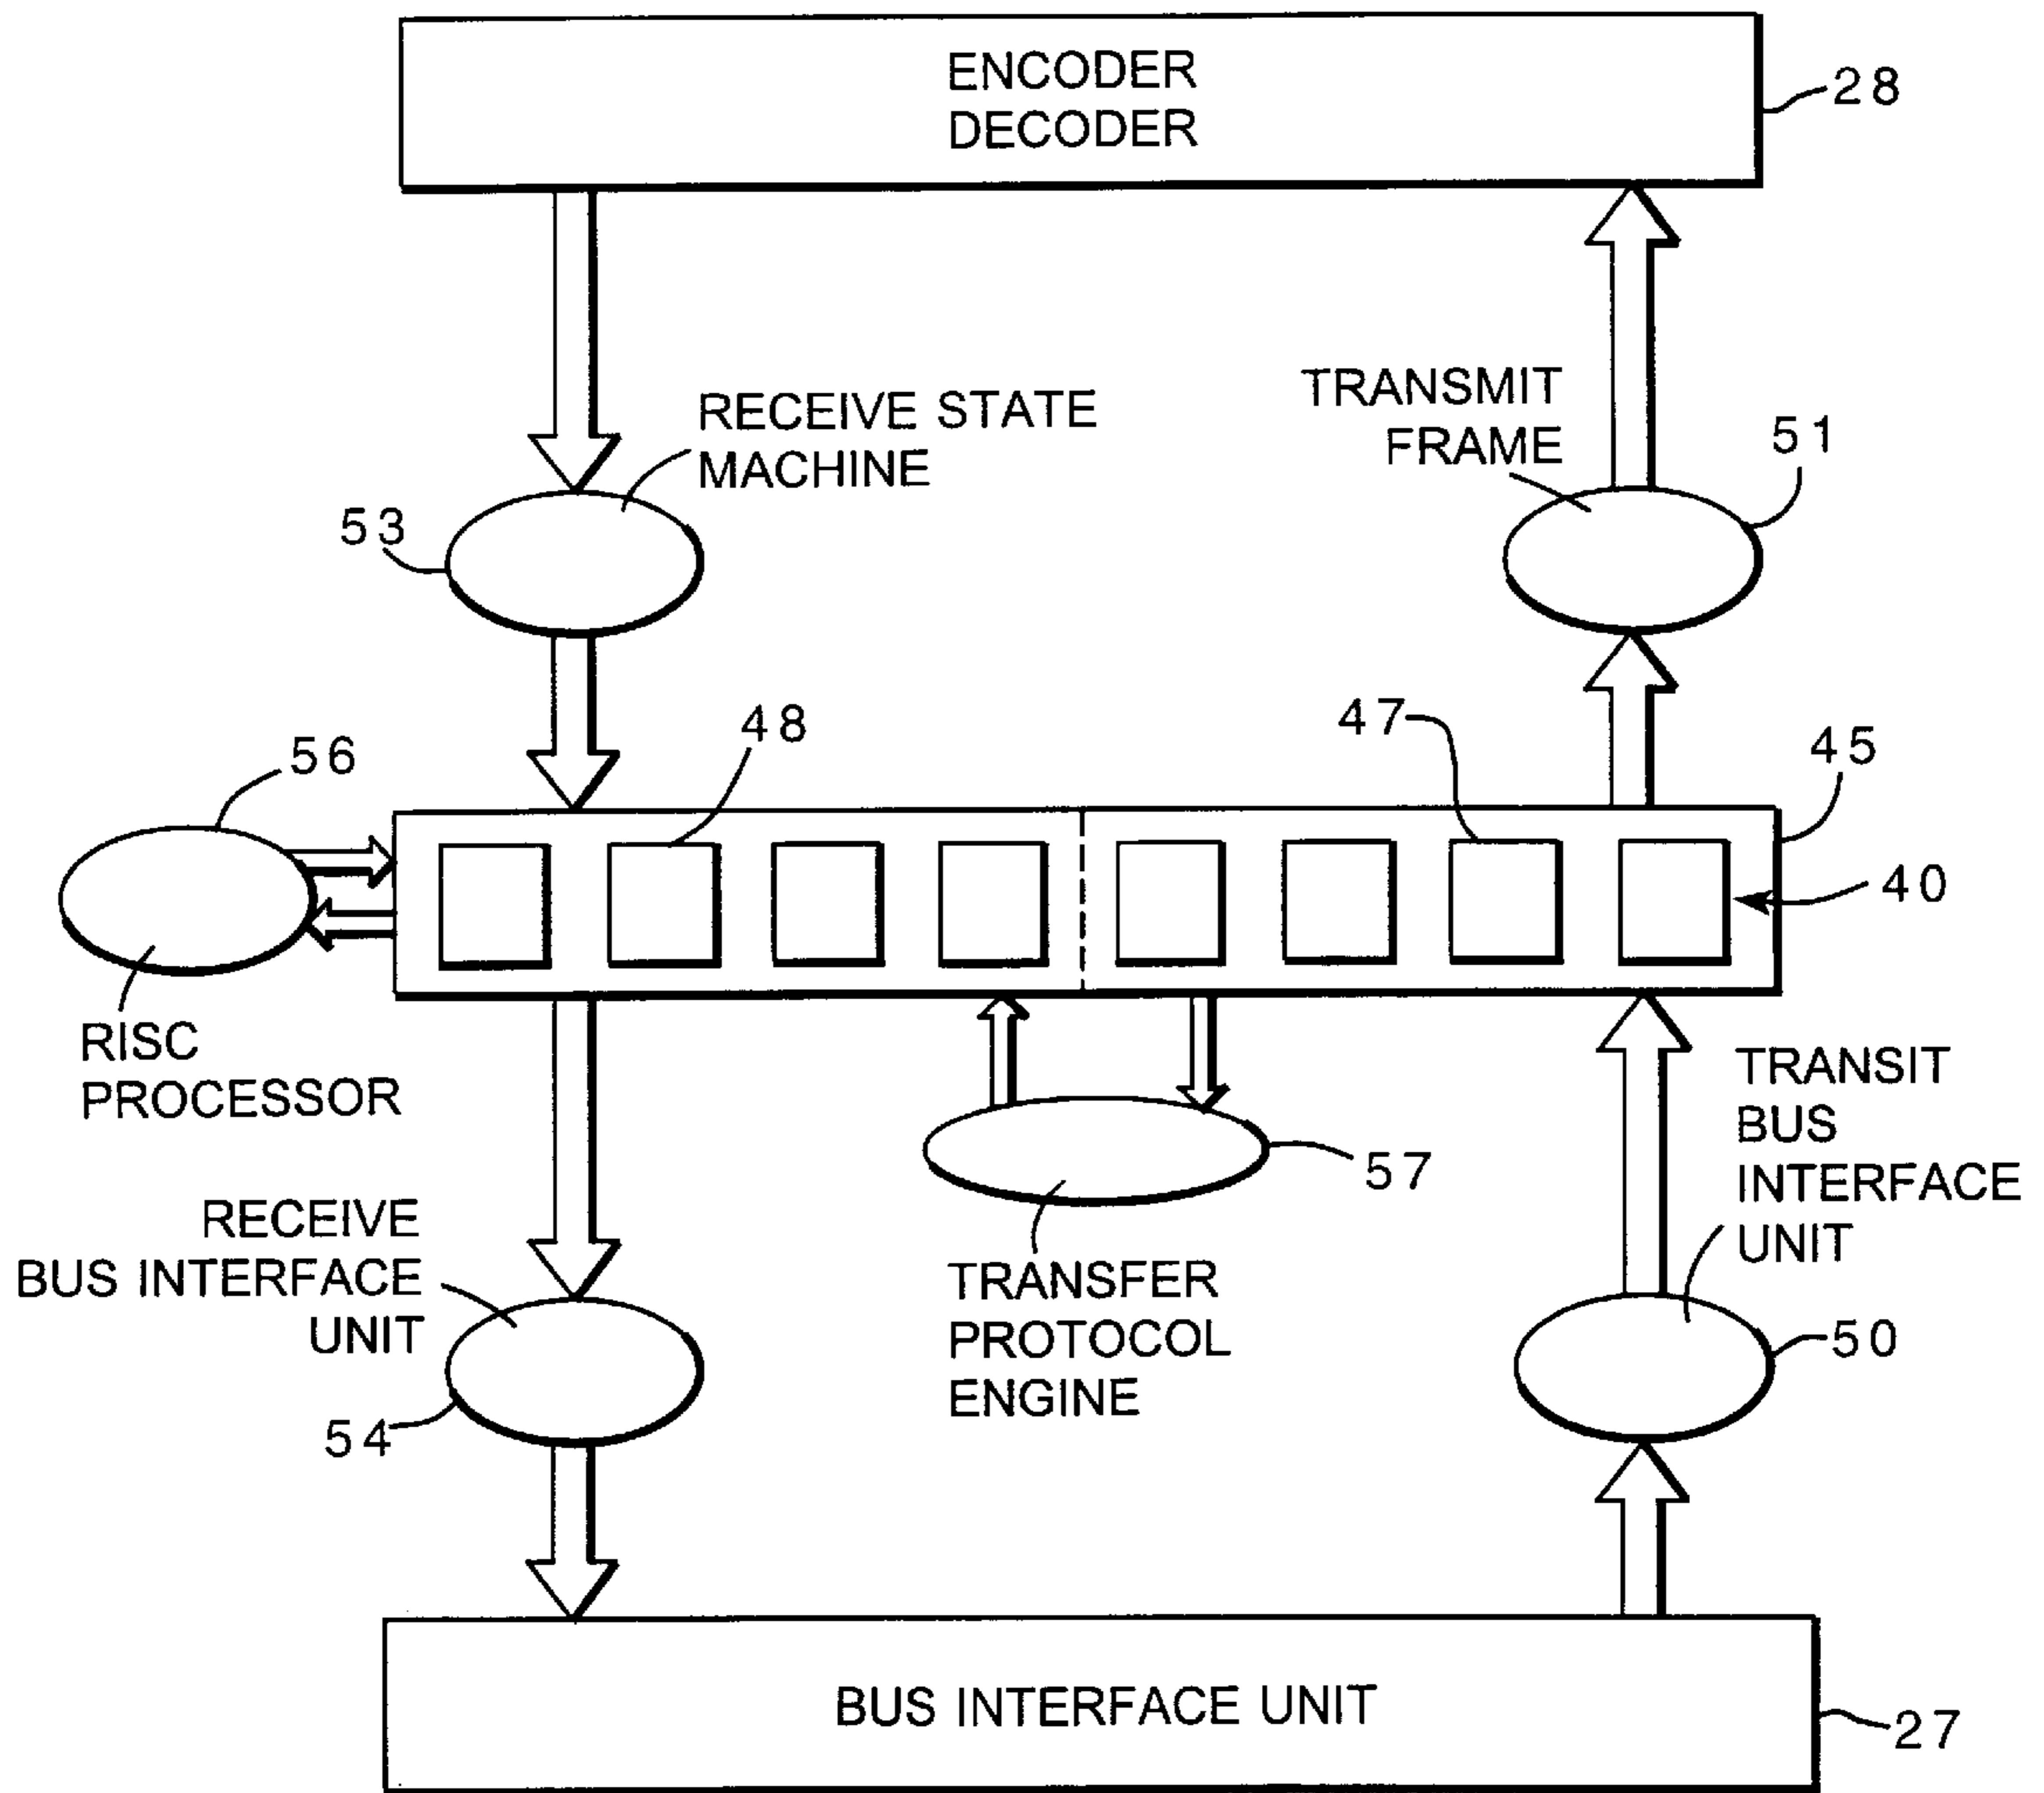 ENCODER
DECODER
28
RECEIVE STATE
MACHINE
53
TRANSMIT
FRAME
51
48
47
45
56
40
RISC
PROCESSOR
TRANSIT
BUS
INTERFACE
UNIT
57
RECEIVE
BUS INTERFACE
UNIT
TRANSFER
PROTOCOL
ENGINE
50
54
BUS INTERFACE UNIT
27